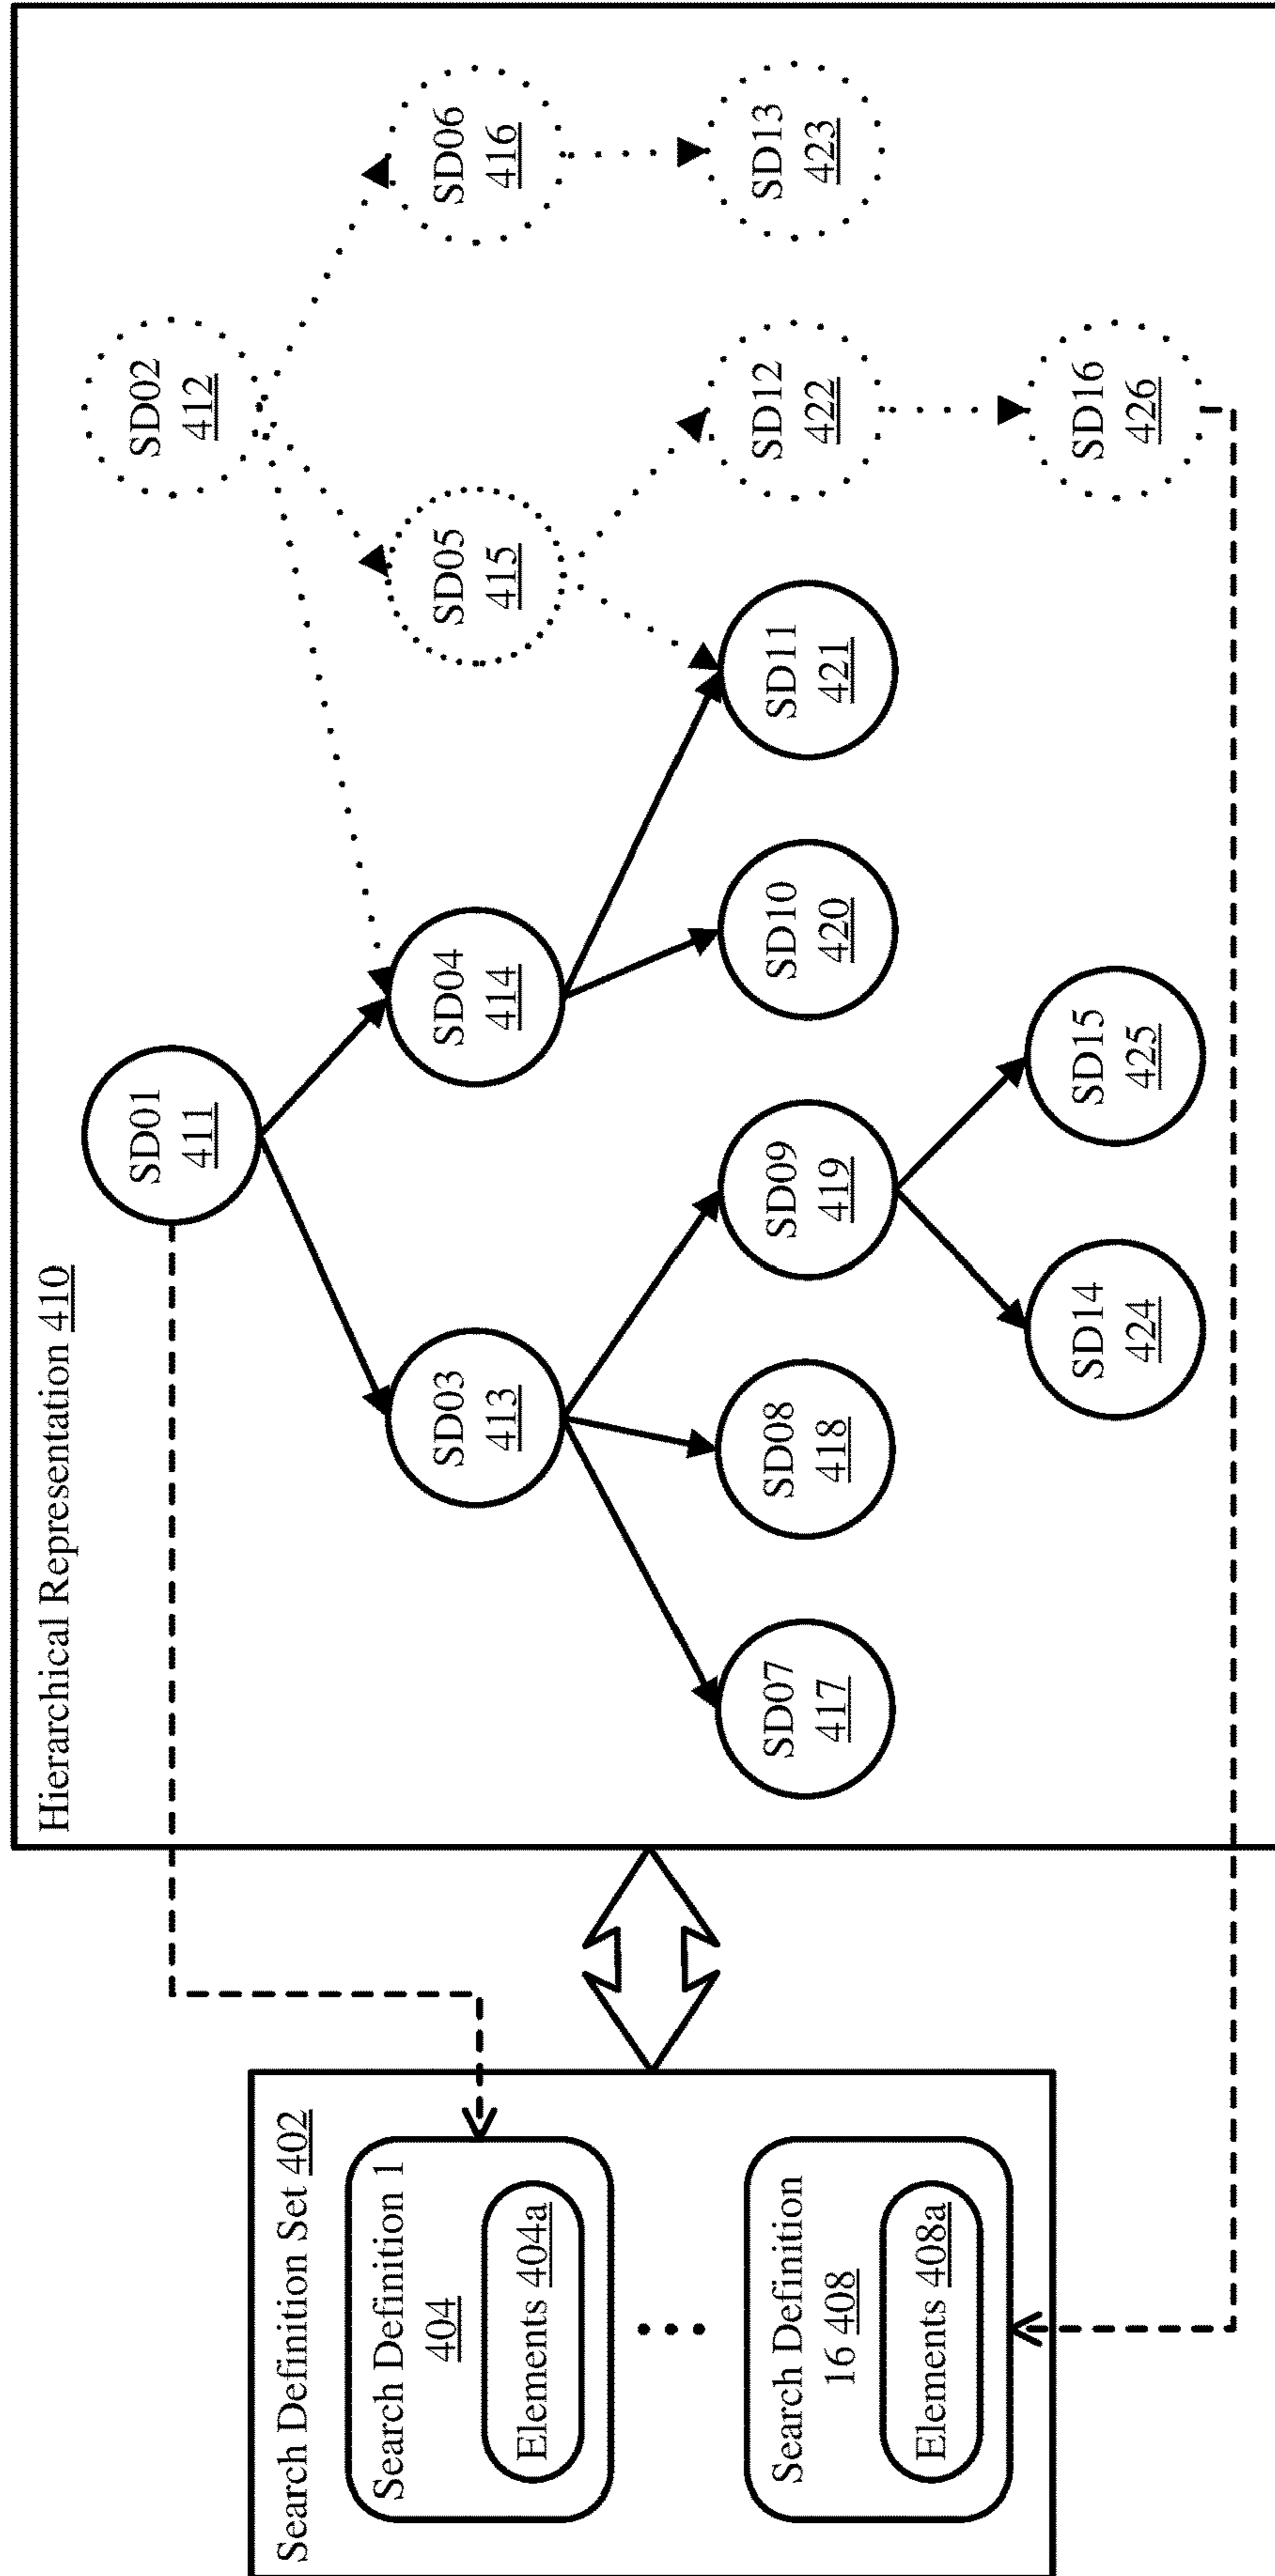 Search Definition Set 402
Search Definition 1
404
Elements 404a
Search Definition
16 408
Elements 408a
Hierarchical Representation 410
SD01
411
SD02
412
SD03
413
SD04
414
SD05
415
SD06
416
SD07
417
SD08
418
SD09
419
SD10
420
SD11
421
SD12
422
SD13
423
SD14
424
SD15
425
SD16
426